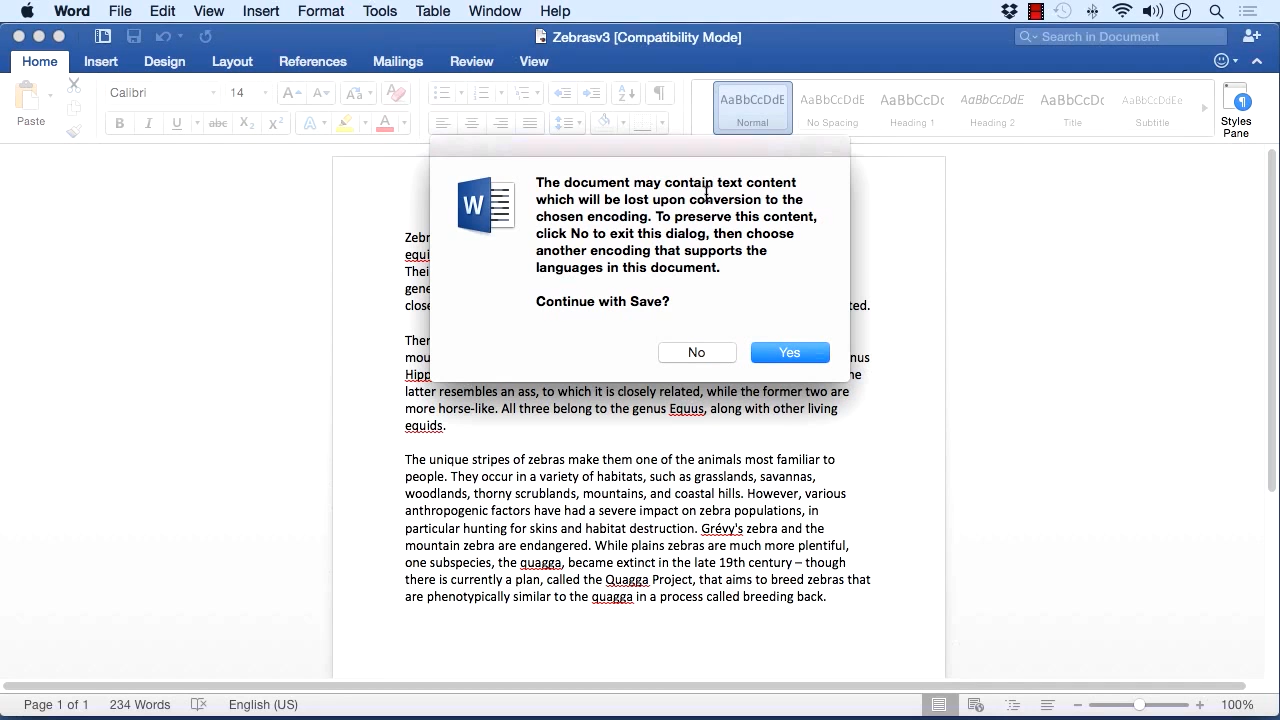 Word File Edit View Insert Format Tools Table Window Help
Zebrasv3 [Compatibility Mode]
Search in Document
Home Insert Design Layout References Mailings Review View
Paste
Calibri 14
B I U abc X2 X2
AaBbCcDdE AaBbCcDdE AaBbCcDc AaBbCcDdE AaBbCcDc AaBbCcDdEe
Normal No Spacing Heading 1 Heading 2 Title Subtitle
Styles
Pane
W
The document may contain text content
which will be lost upon conversion to the
chosen encoding. To preserve this content,
click No to exit this dialog, then choose
another encoding that supports the
languages in this document.
Continue with Save?
No Yes
Zebr
equi
Thei
gene
close ted.
Ther
mou nus
Hipp he
latter resembles an ass, to which it is closely related, while the former two are
more horse-like. All three belong to the genus Equus, along with other living
equids.
The unique stripes of zebras make them one of the animals most familiar to
people. They occur in a variety of habitats, such as grasslands, savannas,
woodlands, thorny scrublands, mountains, and coastal hills. However, various
anthropogenic factors have had a severe impact on zebra populations, in
particular hunting for skins and habitat destruction. Grévy's zebra and the
mountain zebra are endangered. While plains zebras are much more plentiful,
one subspecies, the quagga, became extinct in the late 19th century – though
there is currently a plan, called the Quagga Project, that aims to breed zebras that
are phenotypically similar to the quagga in a process called breeding back.
Page 1 of 1 234 Words English (US) 100%